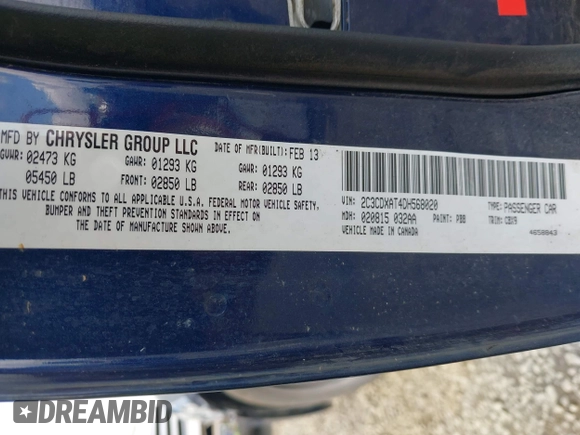 MFD BY CHRYSLER GROUP LLC DATE OF MFR(BUILT): FEB 13
GVWR: 02473 KG GAWR: 01293 KG GAWR: 01293 KG
05450 LB FRONT: 02850 LB REAR: 02850 LB
THIS VEHICLE CONFORMS TO ALL APPLICABLE U.S.A. FEDERAL MOTOR VEHICLE SAFETY,
BUMPER AND THEFT PREVENTION STANDARDS IN EFFECT ON
THE DATE OF MANUFACTURE SHOWN ABOVE.
VIN: 2C3CDXAT4DH568020 TYPE: PASSENGER CAR
MDH: 020815 032AA PAINT: PBB TRIM: CBX9
VEHICLE MADE IN CANADA 4658843
DREAMBID